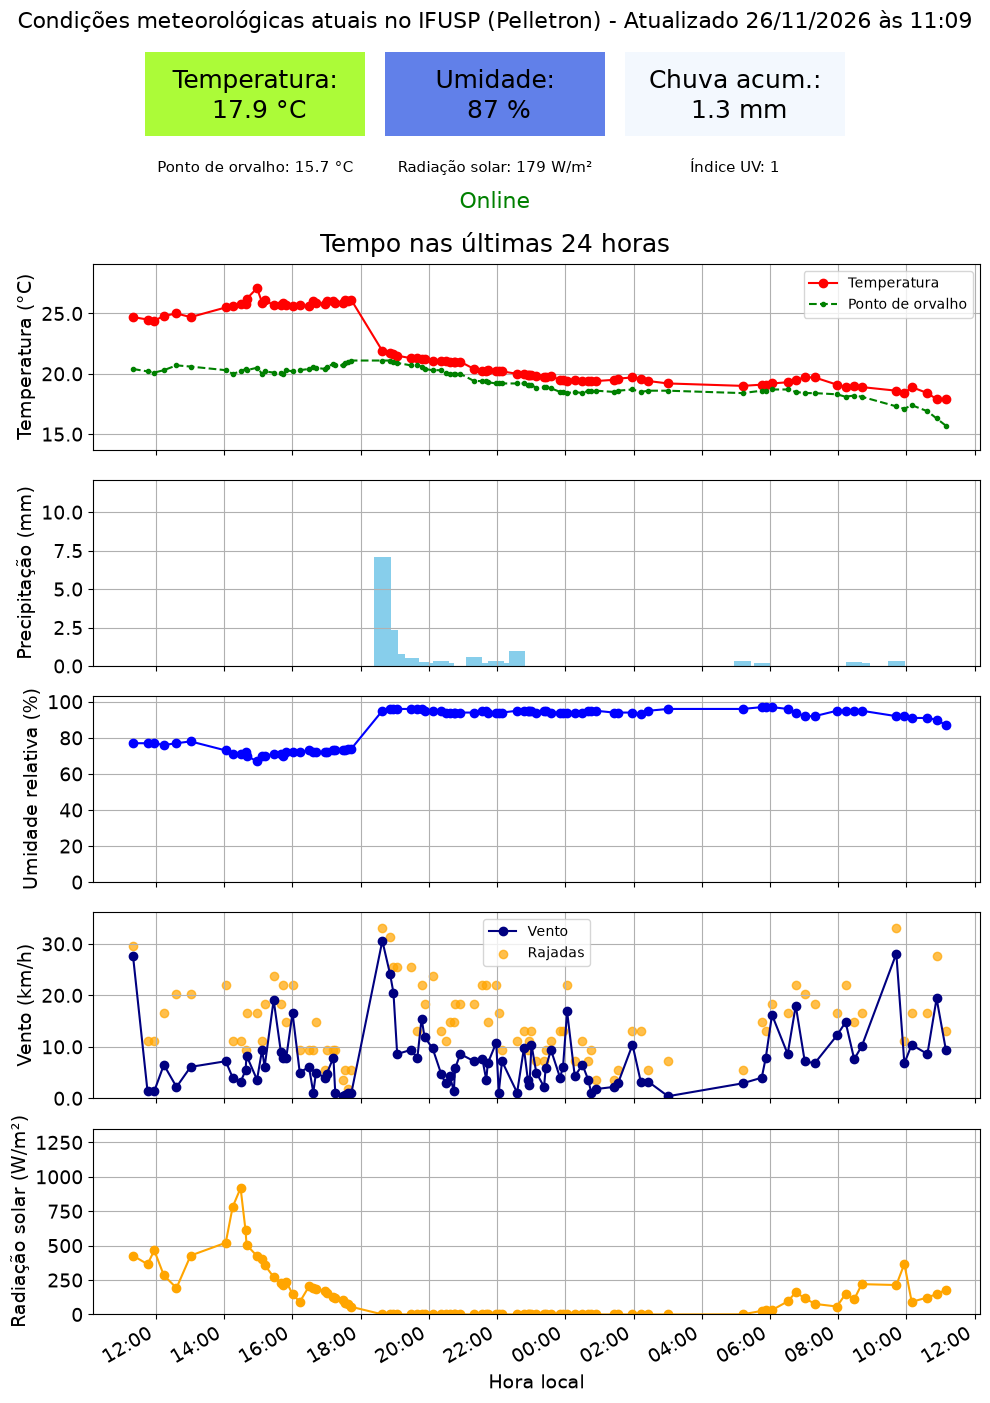 Condições meteorológicas atuais no IFUSP (Pelletron) - Atualizado 26/11/2026 às 11:09
Temperatura:
17.9 °C
Umidade:
87 %
Chuva acum.:
1.3 mm
Ponto de orvalho: 15.7 °C
Radiação solar: 179 W/m²
Índice UV: 1
Online
Tempo nas últimas 24 horas
Temperatura (°C)
25.0
20.0
15.0
Temperatura
Ponto de orvalho
Precipitação (mm)
10.0
7.5
5.0
2.5
0.0
Umidade relativa (%)
100
80
60
40
20
0
Vento (km/h)
30.0
20.0
10.0
0.0
Vento
Rajadas
Radiação solar (W/m²)
1250
1000
750
500
250
0
12:00
14:00
16:00
18:00
20:00
22:00
00:00
02:00
04:00
06:00
08:00
10:00
12:00
Hora local